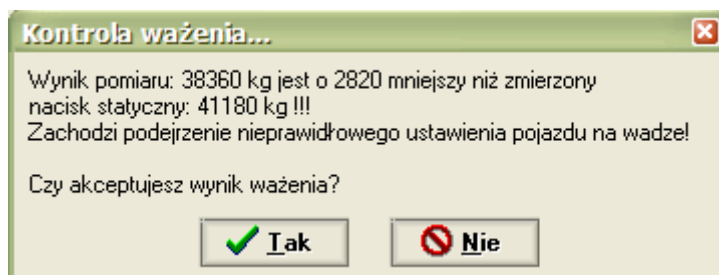 Kontrola ważenia...
Wynik pomiaru: 38360 kg jest o 2820 mniejszy niż zmierzony
nacisk statyczny: 41180 kg !!!
Zachodzi podejrzenie nieprawidłowego ustawienia pojazdu na wadze!
Czy akceptujesz wynik ważenia?
Tak Nie